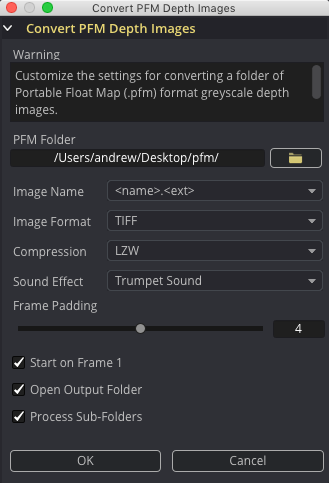 Convert PFM Depth Images
Convert PFM Depth Images
Warning
Customize the settings for converting a folder of
Portable Float Map (.pfm) format greyscale depth
images.
PFM Folder
/Users/andrew/Desktop/pfm/
Image Name <name>.<ext>
Image Format TIFF
Compression LZW
Sound Effect Trumpet Sound
Frame Padding
4
Start on Frame 1
Open Output Folder
Process Sub-Folders
OK Cancel